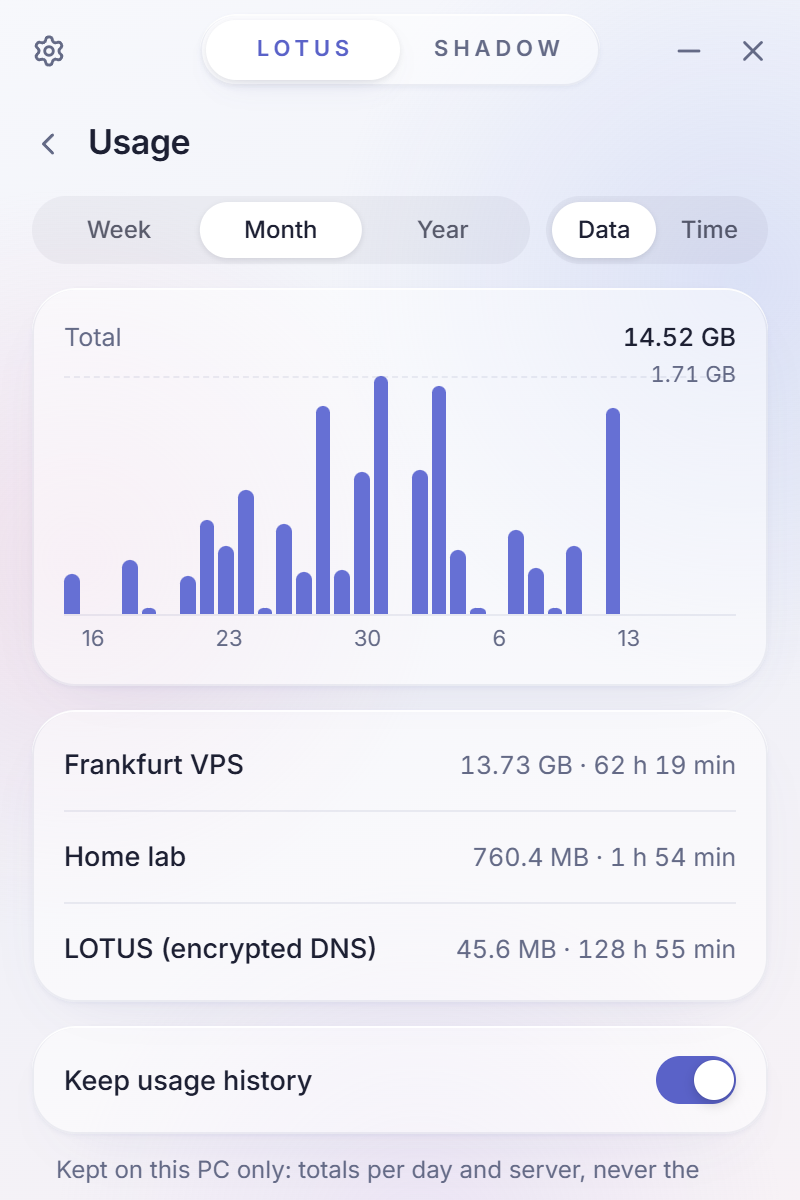 LOTUS SHADOW
Usage
Week Month Year Data Time
Total 14.52 GB
1.71 GB
16 23 30 6 13
Frankfurt VPS 13.73 GB · 62 h 19 min
Home lab 760.4 MB · 1 h 54 min
LOTUS (encrypted DNS) 45.6 MB · 128 h 55 min
Keep usage history
Kept on this PC only: totals per day and server, never the